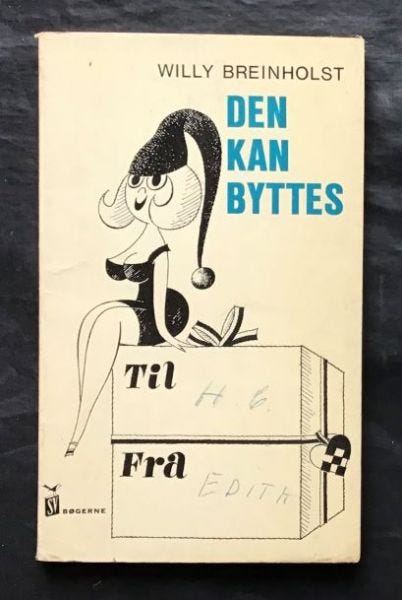 WILLY BREINHOLST
DEN
KAN
BYTTES
Til
H. C.
Fra
EDITH
SV
BØGERNE